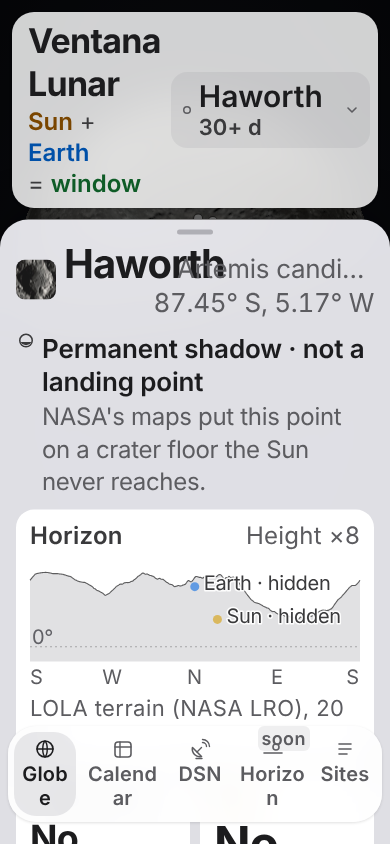 Ventana
Lunar
Sun +
Earth
= window
Haworth
30+ d
Haworth
Artemis candi...
87.45° S, 5.17° W
Permanent shadow · not a
landing point
NASA's maps put this point
on a crater floor the Sun
never reaches.
Horizon
Height ×8
Earth · hidden
Sun · hidden
0°
S W N E S
LOLA terrain (NASA LRO), 20
soon
Glob
e
Calend
ar
DSN
Horizo
n
Sites
No
No